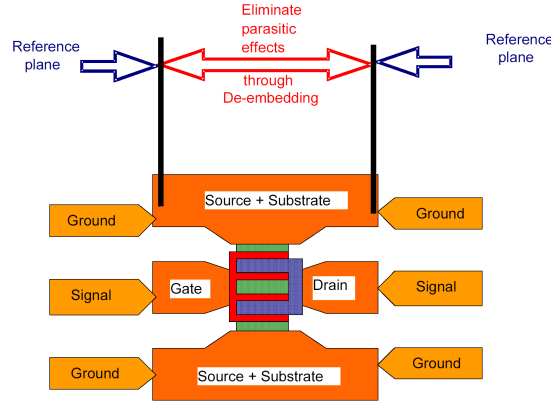 Eliminate
parasitic
effects
through
De-embedding
Reference
plane
Reference
plane
Source + Substrate
Ground
Ground
Signal
Gate
Drain
Signal
Ground
Ground
Source + Substrate